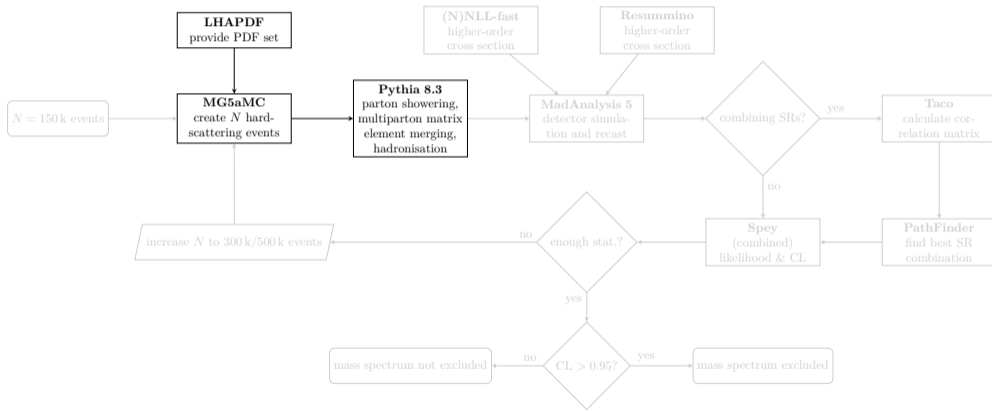 LHAPDF
provide PDF set
(N)NLL-fast
higher-order
cross section
Resummino
higher-order
cross section
N = 150 k events
MG5aMC
create N hard-
scattering events
Pythia 8.3
parton showering,
multiparton matrix
element merging,
hadronisation
MadAnalysis 5
detector simula-
tion and recast
combining SRs?
yes
Taco
calculate cor-
relation matrix
no
increase N to 300 k/500 k events
no
enough stat.?
Spey
(combined)
likelihood & CL
PathFinder
find best SR
combination
yes
mass spectrum not excluded
no
CL > 0.95?
yes
mass spectrum excluded